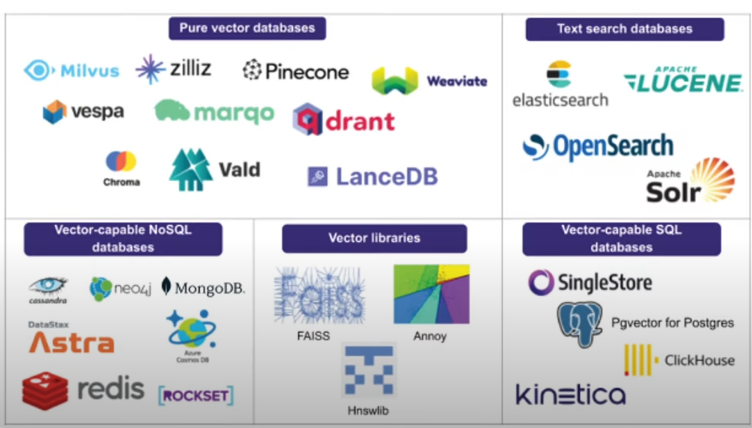 Pure vector databases
Milvus
zilliz
Pinecone
Weaviate
vespa
marqo
qdrant
Chroma
Vald
LanceDB
Text search databases
elasticsearch
APACHE
LUCENE
OpenSearch
Apache
Solr
Vector-capable NoSQL
databases
cassandra
neo4j
MongoDB.
DataStax
Astra
Azure
Cosmos DB
redis
[ROCKSET]
Vector libraries
Faiss
FAISS
Annoy
Hnswlib
Vector-capable SQL
databases
SingleStore
Pgvector for Postgres
ClickHouse
kinetica